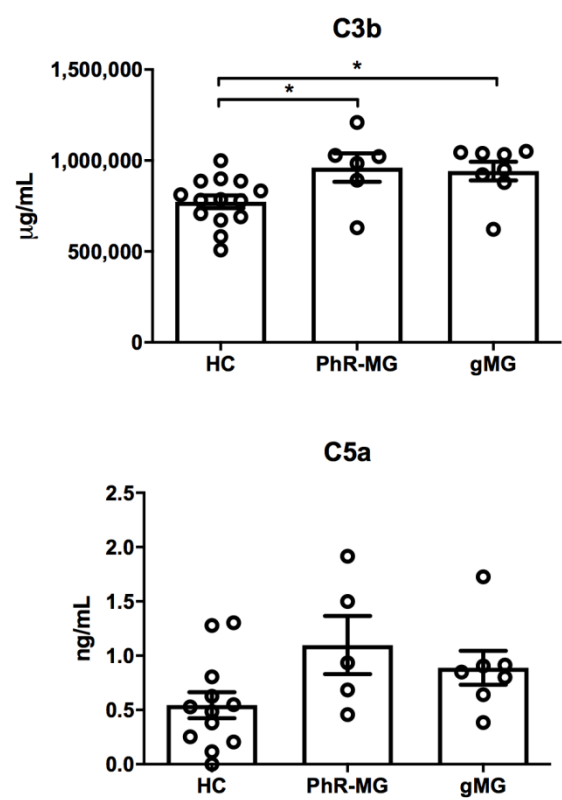 C3b
1,500,000
1,000,000
500,000
0
µg/mL
*
*
HC PhR-MG gMG
C5a
2.5
2.0
1.5
1.0
0.5
0.0
ng/mL
HC PhR-MG gMG